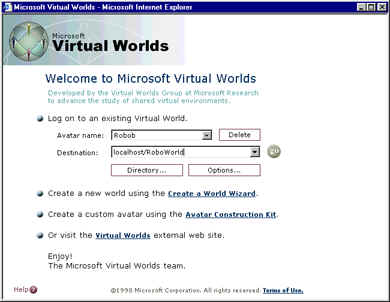 Microsoft Virtual Worlds - Microsoft Internet Explorer
Microsoft
Virtual Worlds
Welcome to Microsoft Virtual Worlds
Developed by the Virtual Worlds Group at Microsoft Research
to advance the study of shared virtual environments.
Log on to an existing Virtual World.
Avatar name: Robob Delete
Destination: localhost/RoboWorld
Directory... Options...
Create a new world using the Create a World Wizard.
Create a custom avatar using the Avatar Construction Kit.
Or visit the Virtual Worlds external web site.
Enjoy!
The Microsoft Virtual Worlds team.
Help ? ©1998 Microsoft Corporation. All rights reserved. Terms of Use.